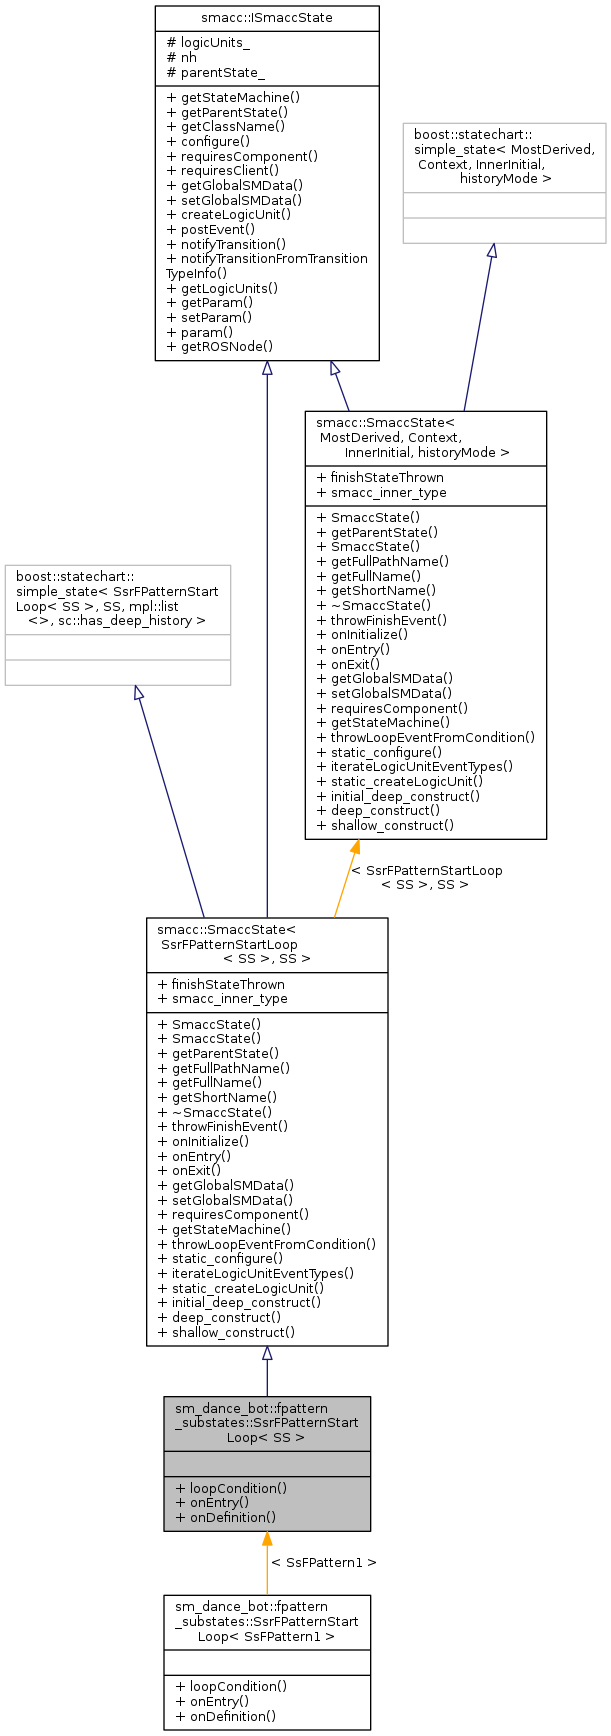 smacc::ISmaccState
# logicUnits_
# nh
# parentState_
+ getStateMachine()
+ getParentState()
+ getClassName()
+ configure()
+ requiresComponent()
+ requiresClient()
+ getGlobalSMData()
+ setGlobalSMData()
+ createLogicUnit()
+ postEvent()
+ notifyTransition()
+ notifyTransitionFromTransition
TypeInfo()
+ getLogicUnits()
+ getParam()
+ setParam()
+ param()
+ getROSNode()
boost::statechart::
simple_state< MostDerived,
Context, InnerInitial,
historyMode >
smacc::SmaccState<
MostDerived, Context,
InnerInitial, historyMode >
+ finishStateThrown
+ smacc_inner_type
+ SmaccState()
+ getParentState()
+ SmaccState()
+ getFullPathName()
+ getFullName()
+ getShortName()
+ ~SmaccState()
+ throwFinishEvent()
+ onInitialize()
+ onEntry()
+ onExit()
+ getGlobalSMData()
+ setGlobalSMData()
+ requiresComponent()
+ getStateMachine()
+ throwLoopEventFromCondition()
+ static_configure()
+ iterateLogicUnitEventTypes()
+ static_createLogicUnit()
+ initial_deep_construct()
+ deep_construct()
+ shallow_construct()
boost::statechart::
simple_state< SsrFPatternStart
Loop< SS >, SS, mpl::list
<>, sc::has_deep_history >
< SsrFPatternStartLoop
< SS >, SS >
smacc::SmaccState<
SsrFPatternStartLoop
< SS >, SS >
+ finishStateThrown
+ smacc_inner_type
+ SmaccState()
+ SmaccState()
+ getParentState()
+ getFullPathName()
+ getFullName()
+ getShortName()
+ ~SmaccState()
+ throwFinishEvent()
+ onInitialize()
+ onEntry()
+ onExit()
+ getGlobalSMData()
+ setGlobalSMData()
+ requiresComponent()
+ getStateMachine()
+ throwLoopEventFromCondition()
+ static_configure()
+ iterateLogicUnitEventTypes()
+ static_createLogicUnit()
+ initial_deep_construct()
+ deep_construct()
+ shallow_construct()
sm_dance_bot::fpattern
_substates::SsrFPatternStart
Loop< SS >
+ loopCondition()
+ onEntry()
+ onDefinition()
< SsFPattern1 >
sm_dance_bot::fpattern
_substates::SsrFPatternStart
Loop< SsFPattern1 >
+ loopCondition()
+ onEntry()
+ onDefinition()